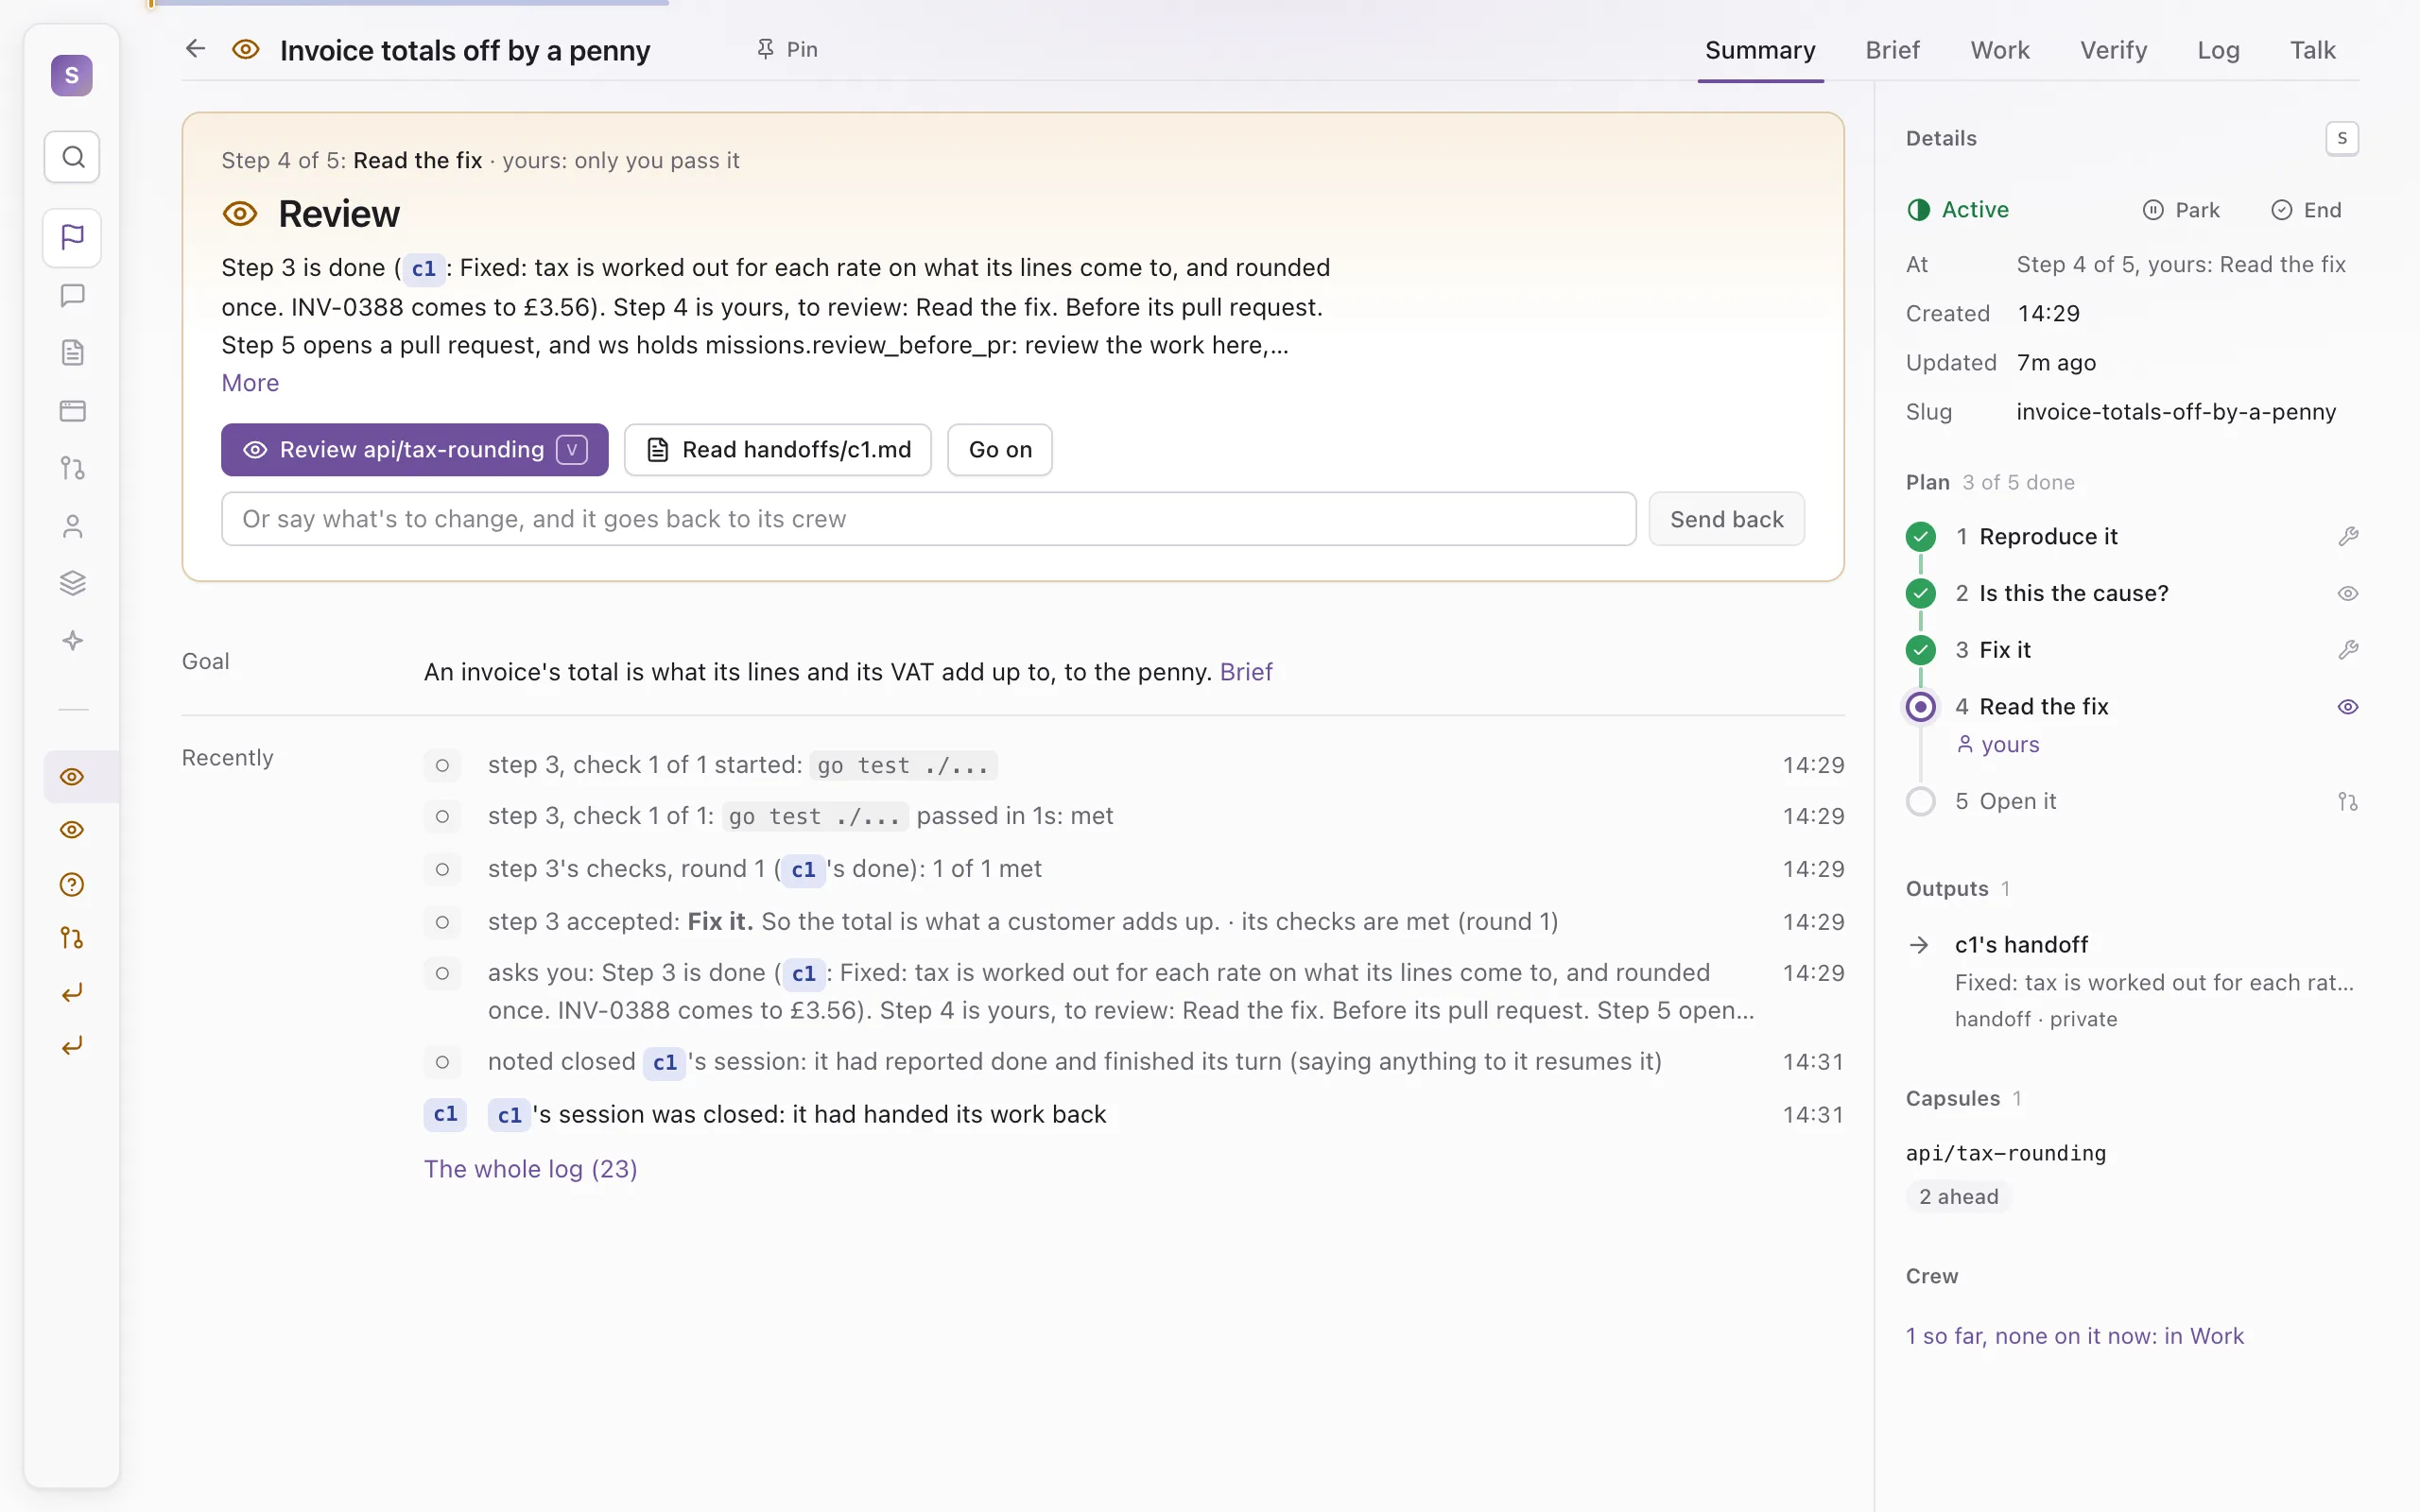 S
Invoice totals off by a penny
Pin
Summary
Brief
Work
Verify
Log
Talk
Step 4 of 5: Read the fix · yours: only you pass it
Review
Step 3 is done (c1: Fixed: tax is worked out for each rate on what its lines come to, and rounded
once. INV-0388 comes to £3.56). Step 4 is yours, to review: Read the fix. Before its pull request.
Step 5 opens a pull request, and ws holds missions.review_before_pr: review the work here,...
More
Review api/tax-rounding V
Read handoffs/c1.md
Go on
Or say what's to change, and it goes back to its crew
Send back
Goal
An invoice's total is what its lines and its VAT add up to, to the penny. Brief
Recently
step 3, check 1 of 1 started: go test ./... 14:29
step 3, check 1 of 1: go test ./... passed in 1s: met 14:29
step 3's checks, round 1 (c1's done): 1 of 1 met 14:29
step 3 accepted: Fix it. So the total is what a customer adds up. · its checks are met (round 1) 14:29
asks you: Step 3 is done (c1: Fixed: tax is worked out for each rate on what its lines come to, and rounded 14:29
once. INV-0388 comes to £3.56). Step 4 is yours, to review: Read the fix. Before its pull request. Step 5 open...
noted closed c1's session: it had reported done and finished its turn (saying anything to it resumes it) 14:31
c1 c1's session was closed: it had handed its work back 14:31
The whole log (23)
Details S
Active
Park
End
At Step 4 of 5, yours: Read the fix
Created 14:29
Updated 7m ago
Slug invoice-totals-off-by-a-penny
Plan 3 of 5 done
1 Reproduce it
2 Is this the cause?
3 Fix it
4 Read the fix
yours
5 Open it
Outputs 1
c1's handoff
Fixed: tax is worked out for each rat...
handoff · private
Capsules 1
api/tax-rounding
2 ahead
Crew
1 so far, none on it now: in Work